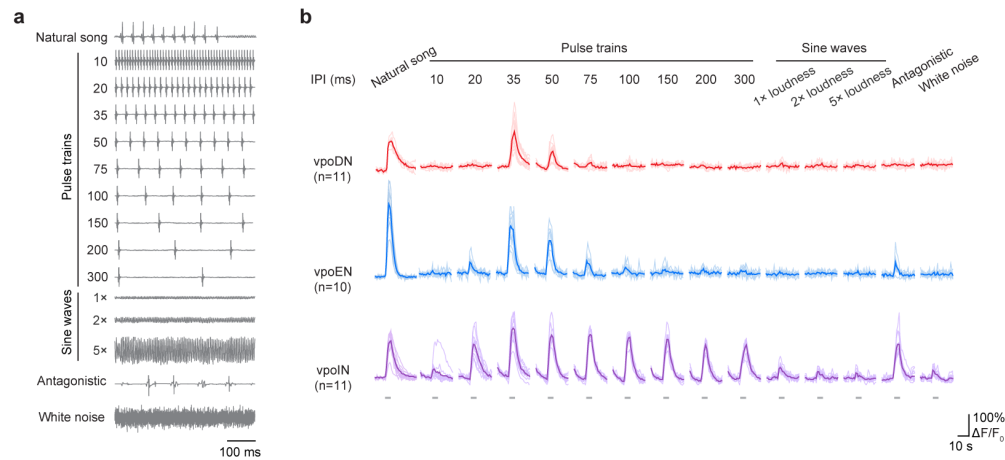 a
Natural song
Pulse trains
10
20
35
50
75
100
150
200
300
Sine waves
1×
2×
5×
Antagonistic
White noise
100 ms
b
Natural song
Pulse trains
Sine waves
Antagonistic
White noise
IPI (ms) 10 20 35 50 75 100 150 200 300
1× loudness
2× loudness
5× loudness
vpoDN
(n=11)
vpoEN
(n=10)
vpoIN
(n=11)
100%
ΔF/F0
10 s